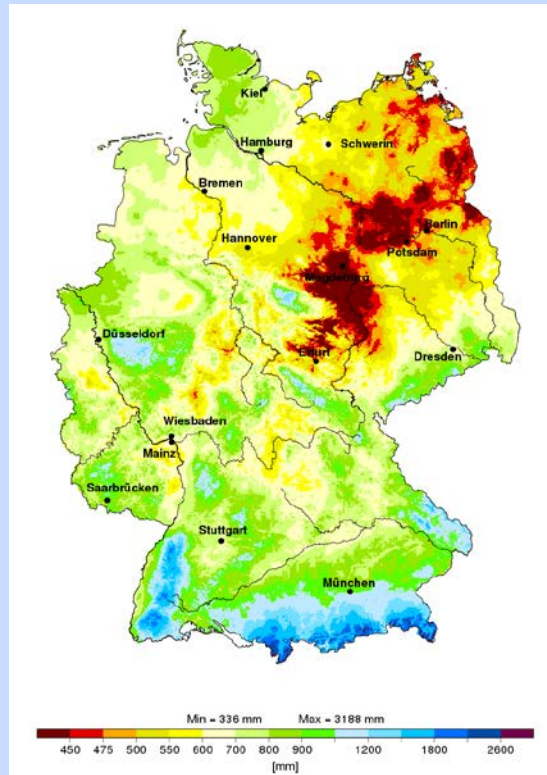 Kiel
Hamburg
Schwerin
Bremen
Berlin
Hannover
Potsdam
Magdeburg
Düsseldorf
Erfurt
Dresden
Wiesbaden
Mainz
Saarbrücken
Stuttgart
München
Min = 336 mm Max = 3188 mm
450 475 500 550 600 700 800 900 1200 1800 2600
[mm]